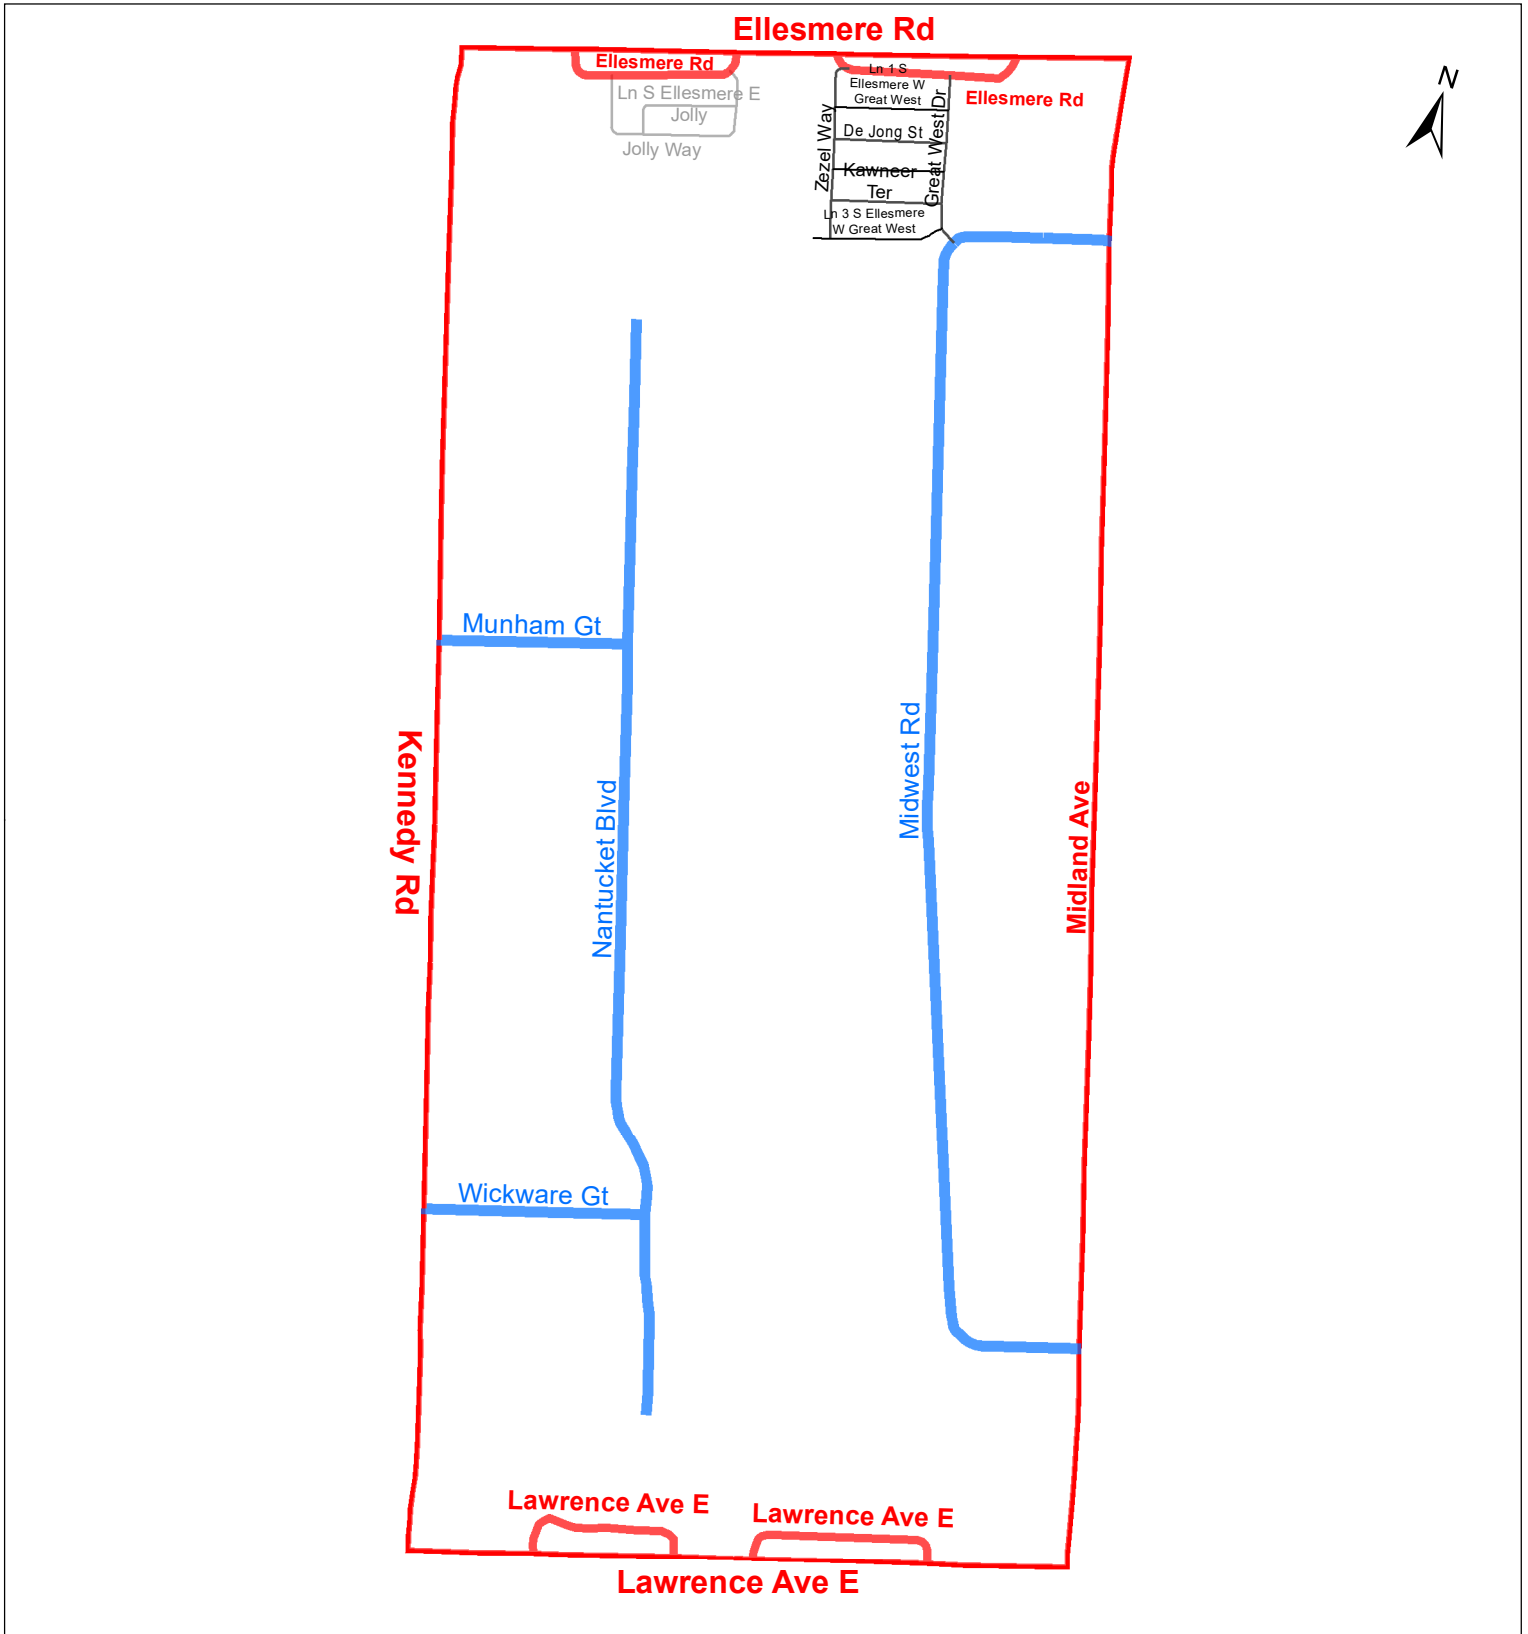 Ellesmere Rd
Ellesmere Rd
Ln 1 S
Ellesmere W
Great West
Ellesmere Rd
N
Ln S Ellesmere E
Jolly
Jolly Way
Zezel Way
De Jong St
Great West Dr
Kawneer
Ter
Ln 3 S Ellesmere
W Great West
Munham Gt
Kennedy Rd
Nantucket Blvd
Midwest Rd
Midland Ave
Wickware Gt
Lawrence Ave E
Lawrence Ave E
Lawrence Ave E